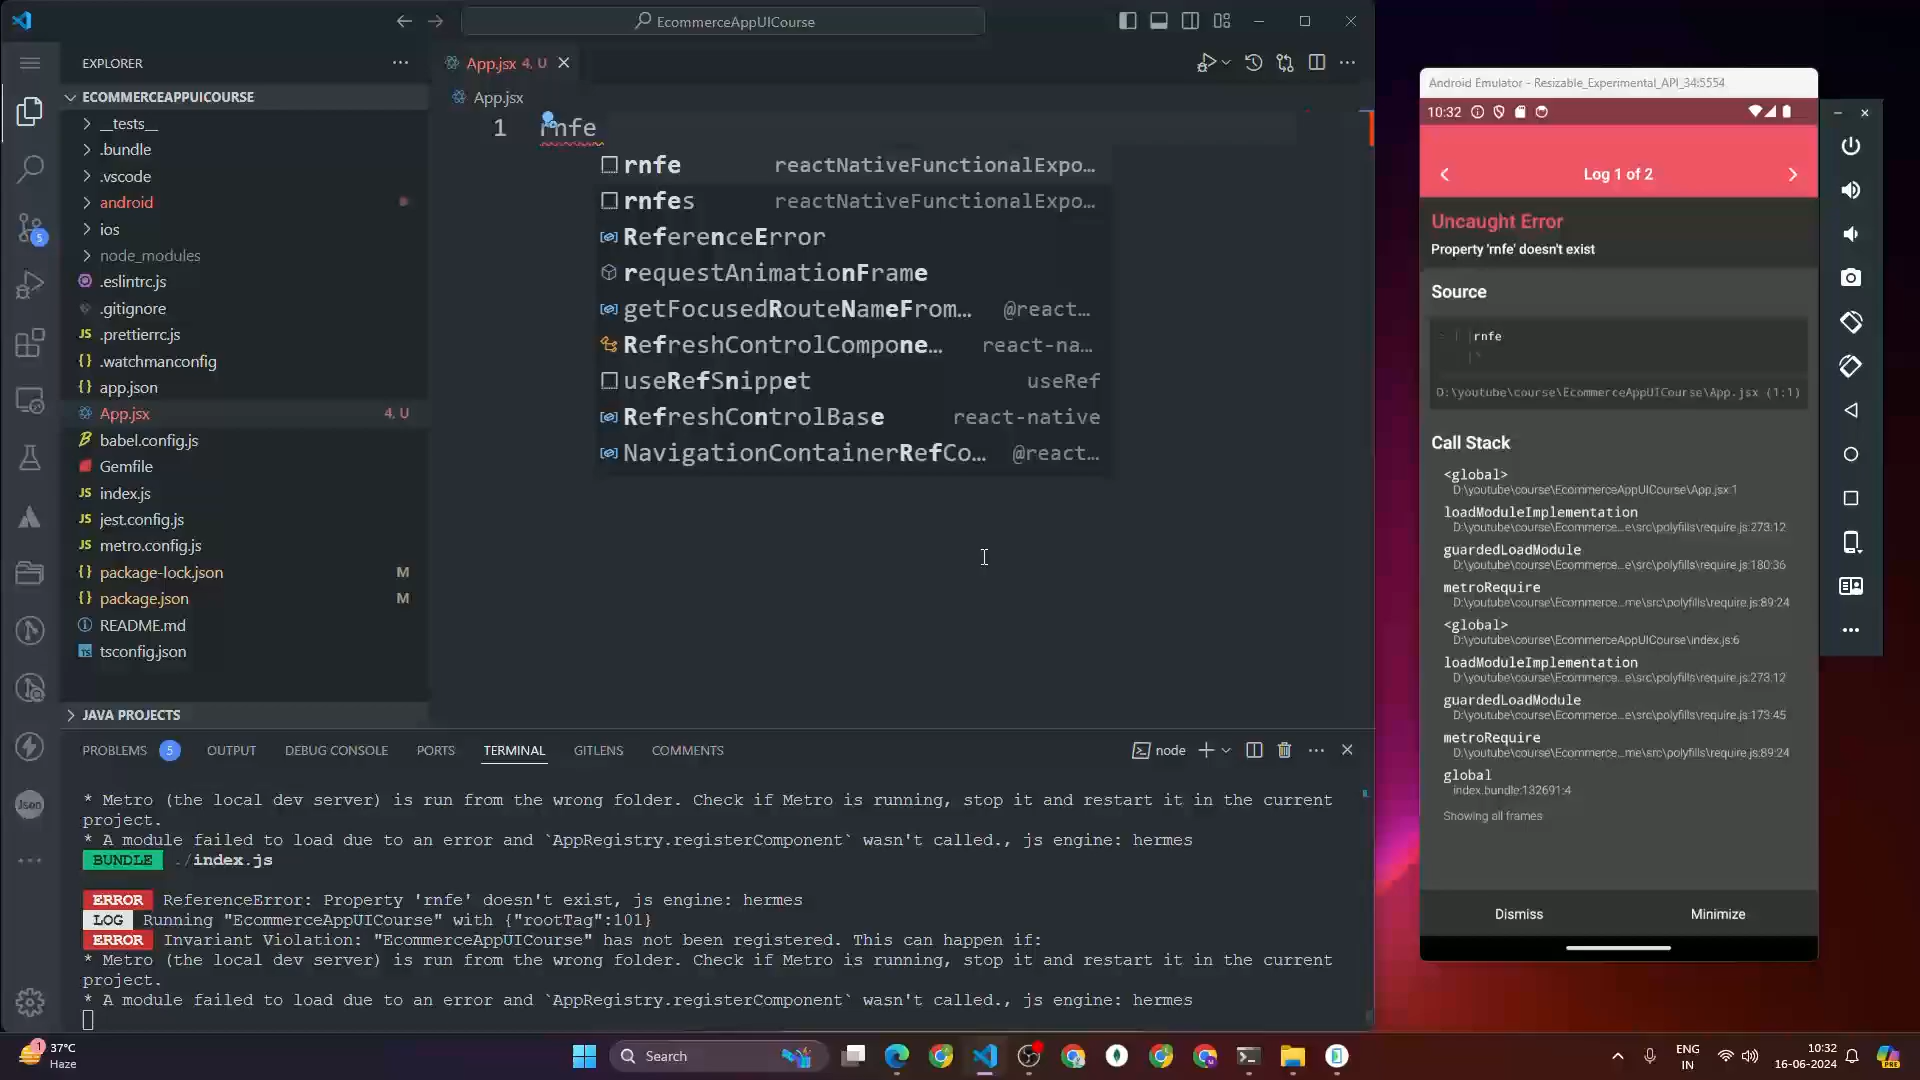 EcommerceAppUICourse
EXPLORER
ECOMMERCEAPPUICOURSE
__tests__
.bundle
.vscode
android
ios
node_modules
.eslintrc.js
.gitignore
JS .prettierrc.js
{} .watchmanconfig
{} app.json
App.jsx 4, U
babel.config.js
Gemfile
JS index.js
JS jest.config.js
JS metro.config.js
{} package-lock.json M
{} package.json M
README.md
TS tsconfig.json
JAVA PROJECTS
5
Json
App.jsx 4, U
App.jsx
1 rnfe
rnfe reactNativeFunctionalExpo...
rnfes reactNativeFunctionalExpo...
ReferenceError
requestAnimationFrame
getFocusedRouteNameFrom... @react...
RefreshControlCompone... react-na...
useRefSnippet useRef
RefreshControlBase react-native
NavigationContainerRefCo... @react...
PROBLEMS 5 OUTPUT DEBUG CONSOLE PORTS TERMINAL GITLENS COMMENTS node
* Metro (the local dev server) is run from the wrong folder. Check if Metro is running, stop it and restart it in the current
project.
* A module failed to load due to an error and `AppRegistry.registerComponent` wasn't called., js engine: hermes
BUNDLE ./index.js
ERROR ReferenceError: Property 'rnfe' doesn't exist, js engine: hermes
LOG Running "EcommerceAppUICourse" with {"rootTag":101}
ERROR Invariant Violation: "EcommerceAppUICourse" has not been registered. This can happen if:
* Metro (the local dev server) is run from the wrong folder. Check if Metro is running, stop it and restart it in the current
project.
* A module failed to load due to an error and `AppRegistry.registerComponent` wasn't called., js engine: hermes
Android Emulator - Resizable_Experimental_API_34:5554
10:32
Log 1 of 2
Uncaught Error
Property 'rnfe' doesn't exist
Source
rnfe
D:\youtube\course\EcommerceAppUICourse\App.jsx (1:1)
Call Stack
<global>
D:\youtube\course\EcommerceAppUICourse\App.jsx:1
loadModuleImplementation
D:\youtube\course\Ecommerce...e\src\polyfills\require.js:273:12
guardedLoadModule
D:\youtube\course\Ecommerce...e\src\polyfills\require.js:180:36
metroRequire
D:\youtube\course\Ecommerce...me\src\polyfills\require.js:89:24
<global>
D:\youtube\course\EcommerceAppUICourse\index.js:6
loadModuleImplementation
D:\youtube\course\Ecommerce...e\src\polyfills\require.js:273:12
guardedLoadModule
D:\youtube\course\Ecommerce...e\src\polyfills\require.js:173:45
metroRequire
D:\youtube\course\Ecommerce...me\src\polyfills\require.js:89:24
global
index.bundle:132691:4
Showing all frames
Dismiss Minimize
1
37°C
Haze
Search
ENG
IN
10:32
16-06-2024
PRE